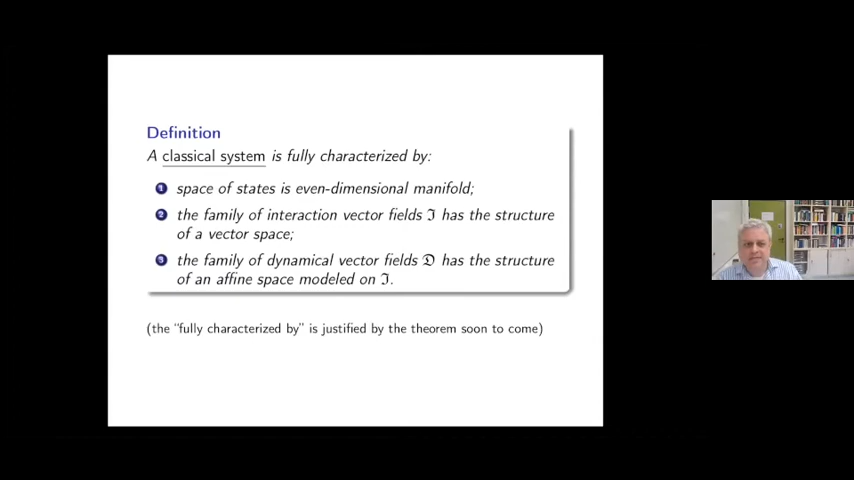 Definition
A classical system is fully characterized by:
1 space of states is even-dimensional manifold;
2 the family of interaction vector fields ℑ has the structure
of a vector space;
3 the family of dynamical vector fields 𝔇 has the structure
of an affine space modeled on ℑ.
(the “fully characterized by” is justified by the theorem soon to come)